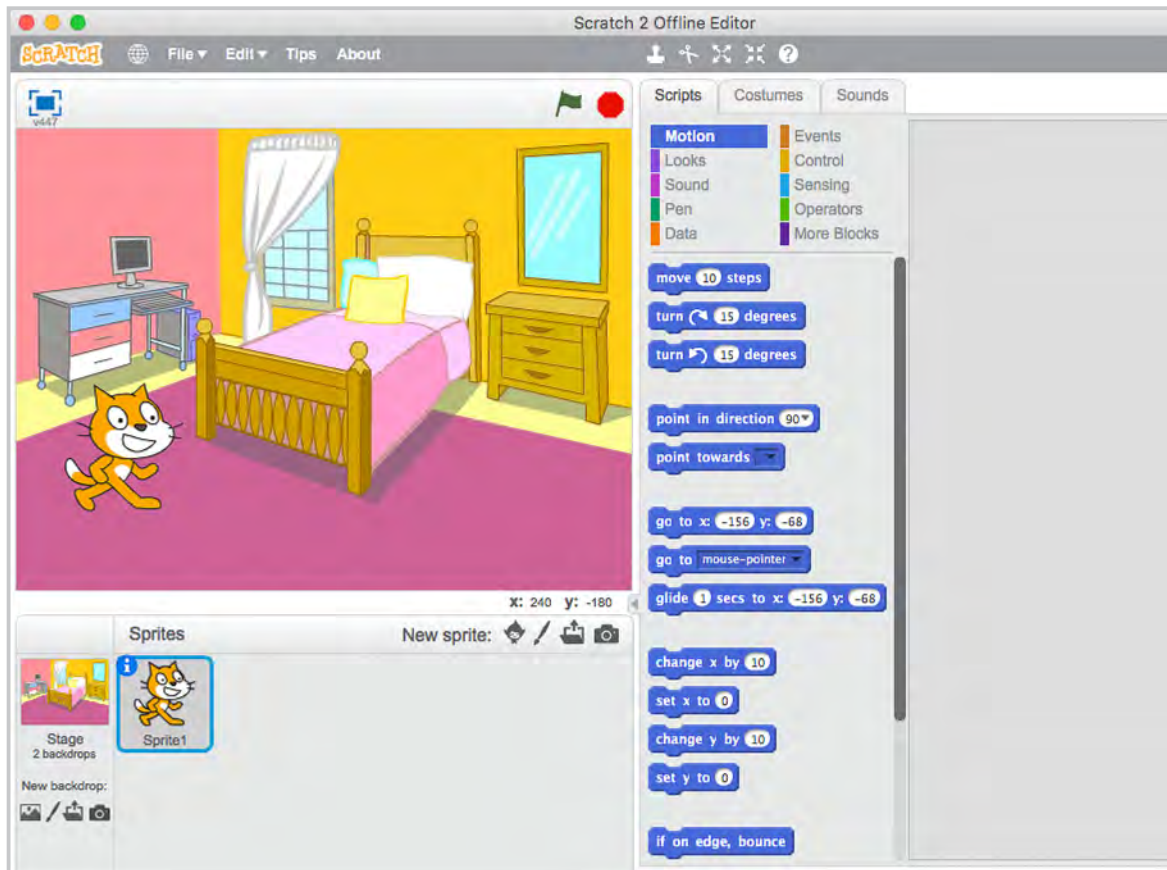 Scratch 2 Offline Editor
SCRATCH File Edit Tips About
v447
Scripts Costumes Sounds
Motion Events
Looks Control
Sound Sensing
Pen Operators
Data More Blocks
move 10 steps
turn 15 degrees
turn 15 degrees
point in direction 90
point towards
go to x: -156 y: -68
go to mouse-pointer
glide 1 secs to x: -156 y: -68
change x by 10
set x to 0
change y by 10
set y to 0
if on edge, bounce
X: 240 y: -180
Sprites New sprite:
Stage
2 backdrops
New backdrop:
Sprite1